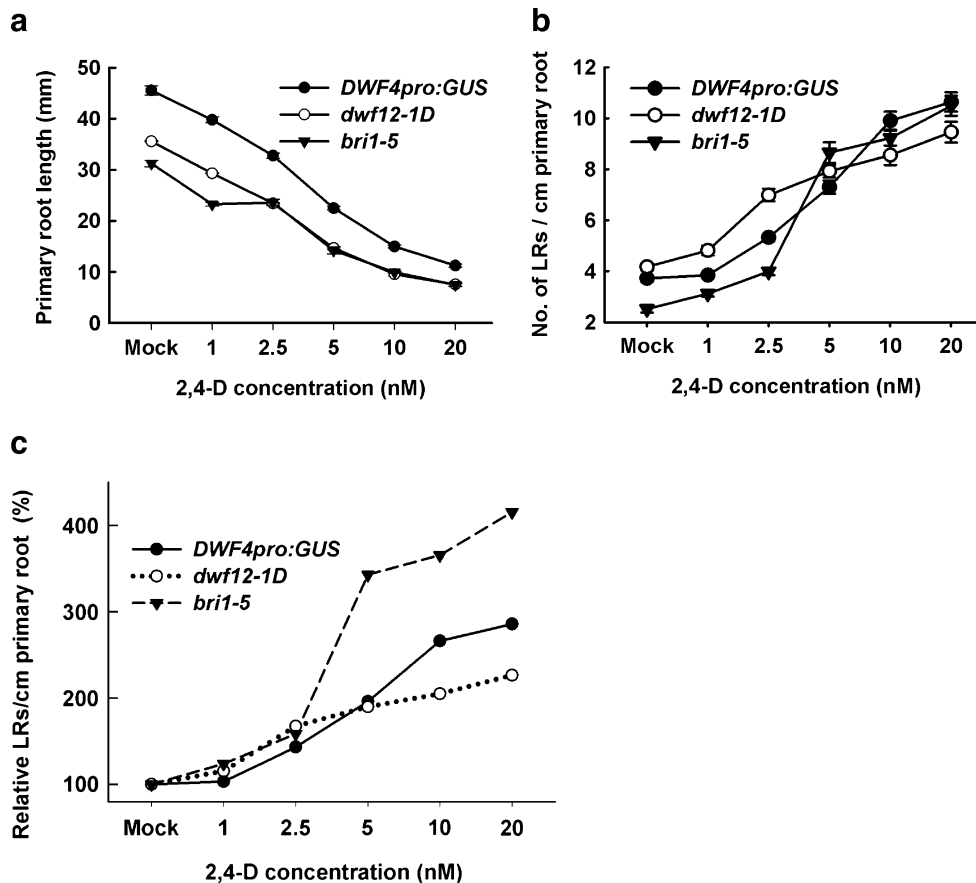 a
50
40
30
20
10
0
Primary root length (mm)
DWF4pro:GUS
dwf12-1D
bri1-5
Mock 1 2.5 5 10 20
2,4-D concentration (nM)
b
12
10
8
6
4
2
No. of LRs / cm primary root
DWF4pro:GUS
dwf12-1D
bri1-5
Mock 1 2.5 5 10 20
2,4-D concentration (nM)
c
400
300
200
100
Relative LRs/cm primary root (%)
DWF4pro:GUS
dwf12-1D
bri1-5
Mock 1 2.5 5 10 20
2,4-D concentration (nM)